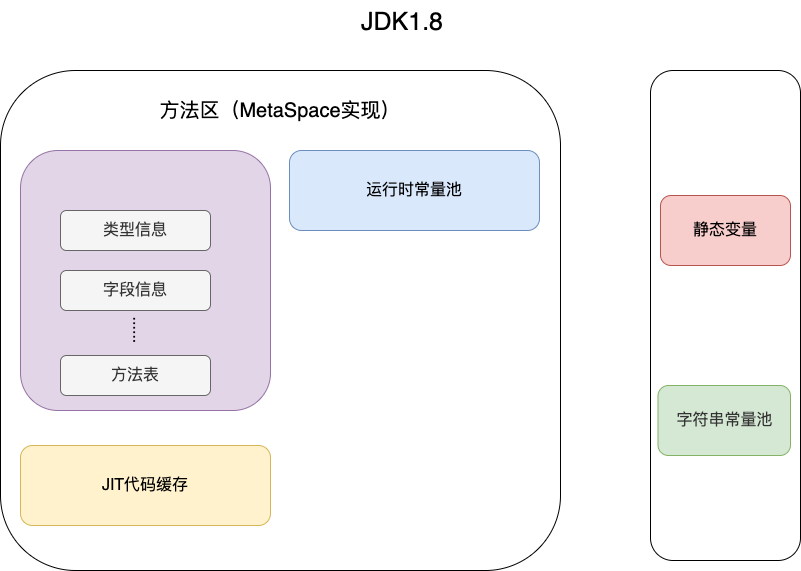 JDK1.8
方法区（MetaSpace实现）
运行时常量池
类型信息
字段信息
方法表
JIT代码缓存
静态变量
字符串常量池